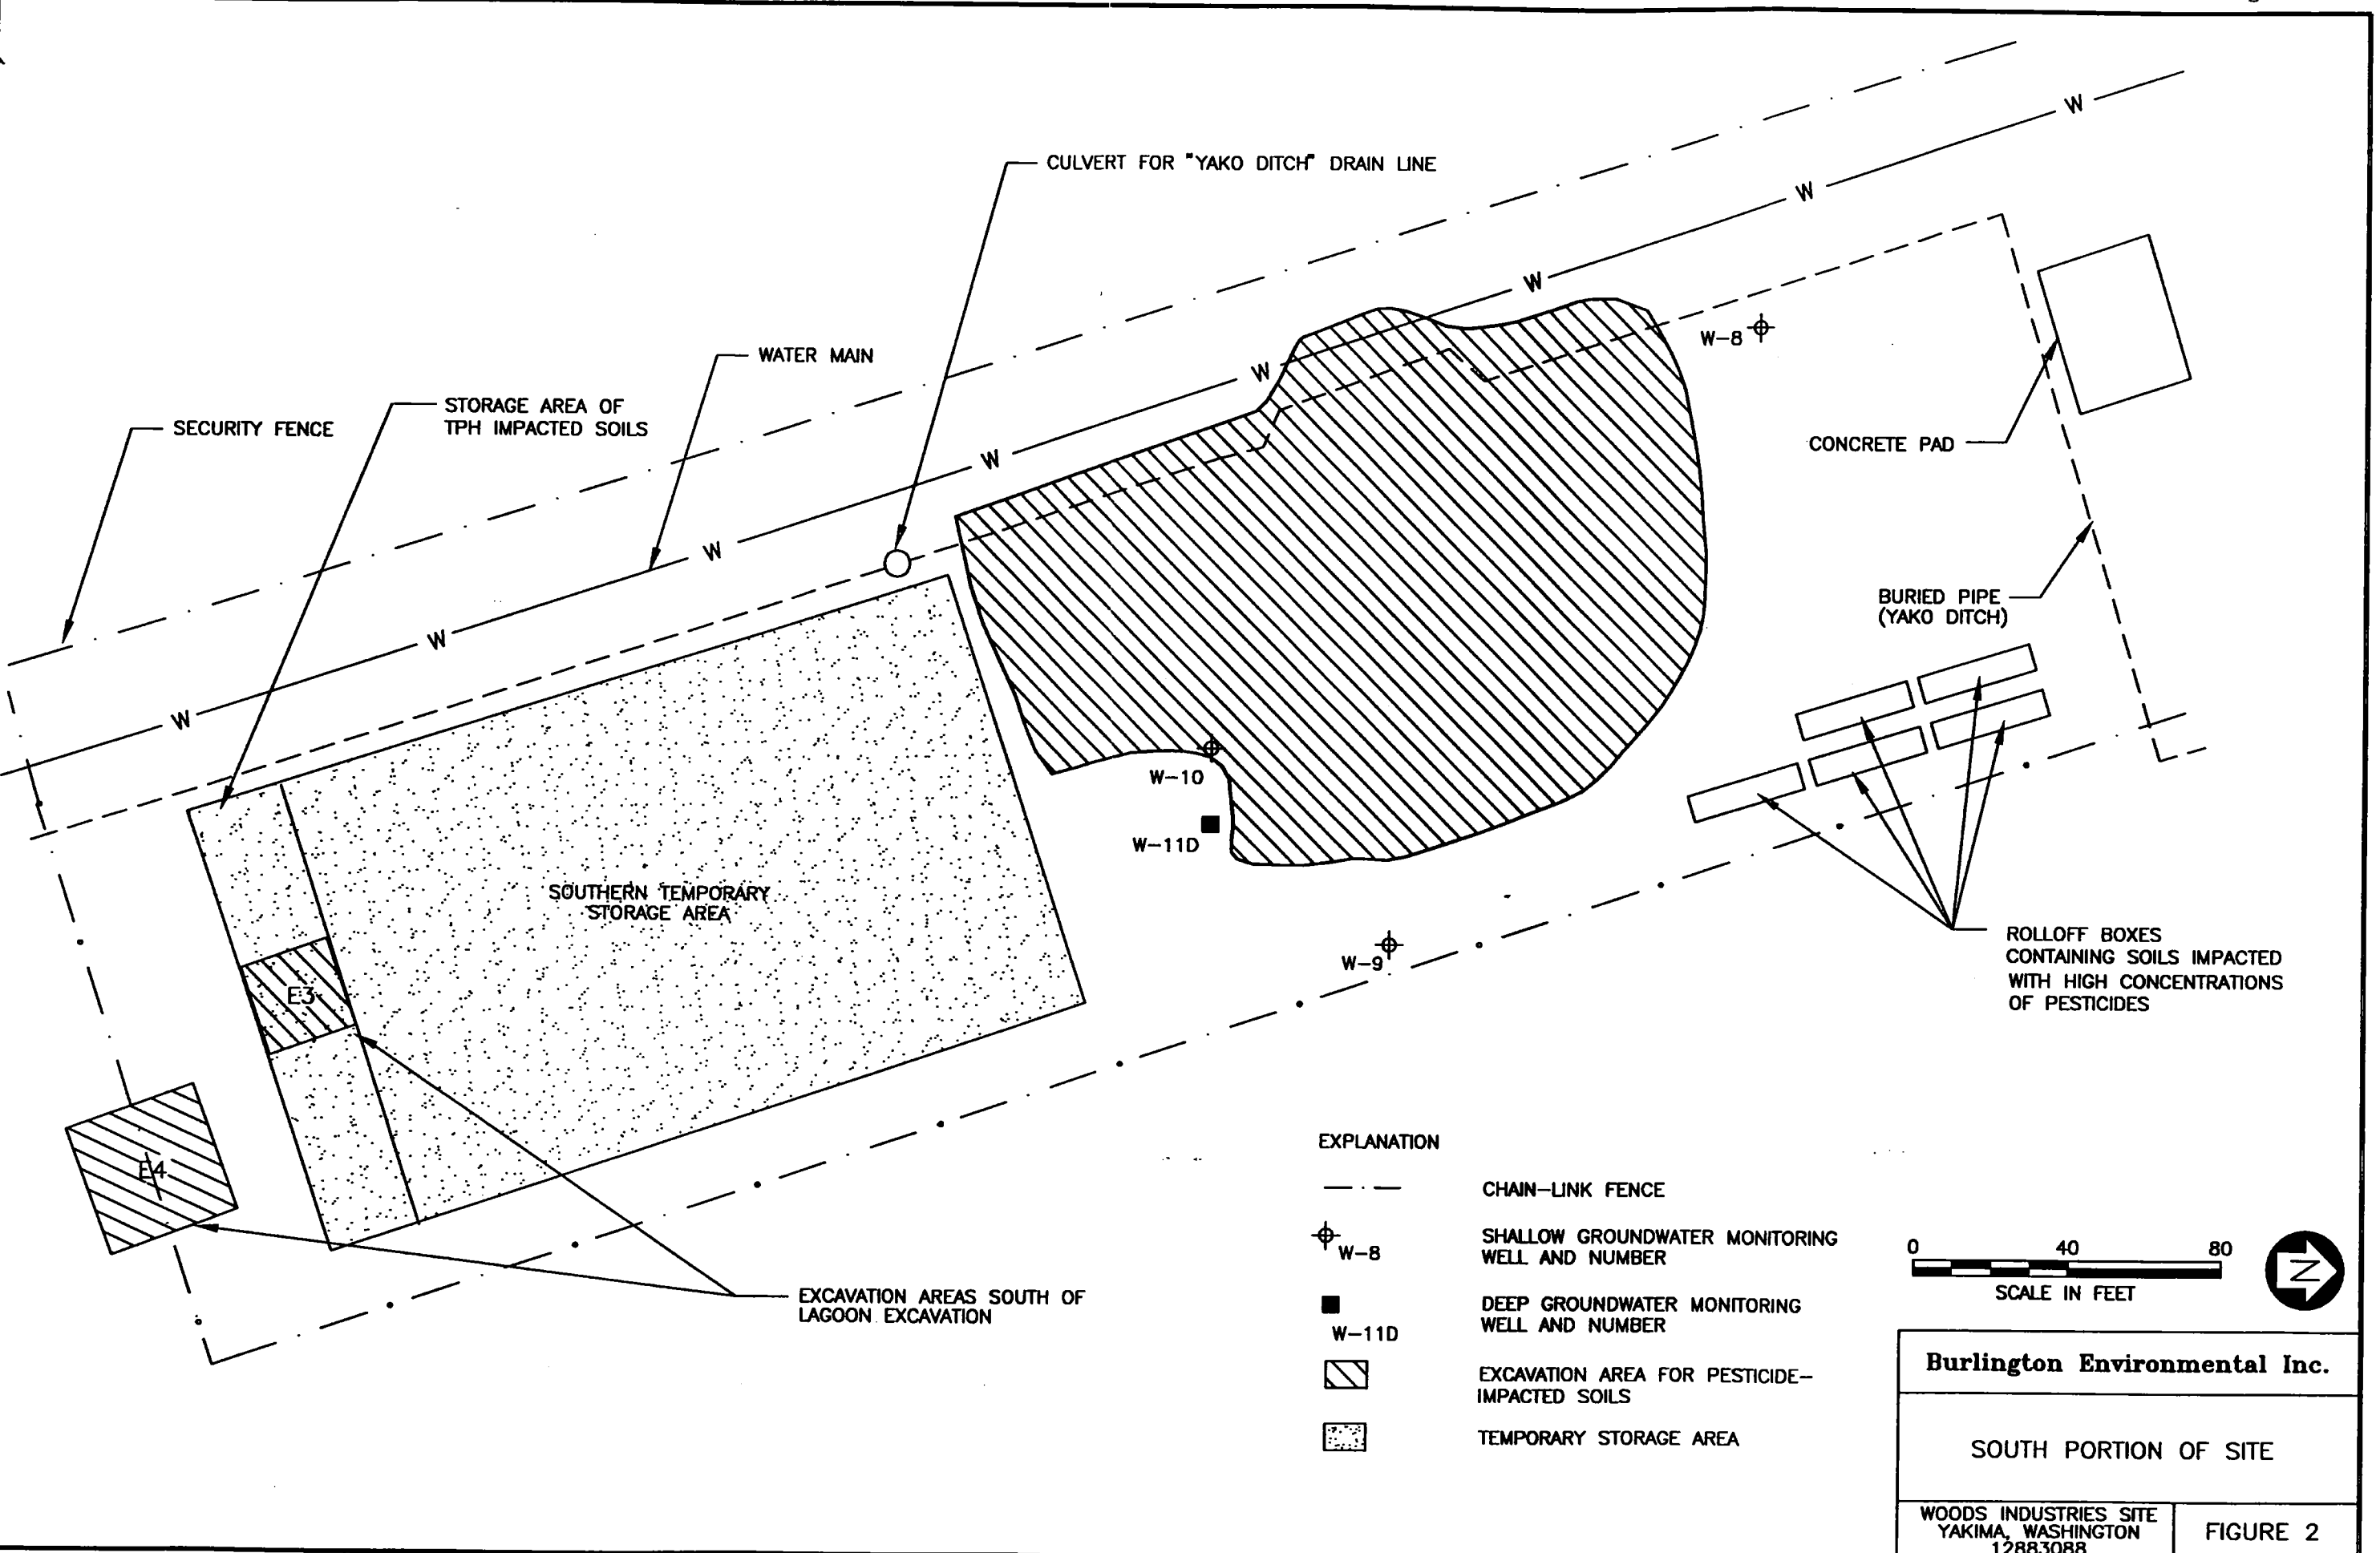 CULVERT FOR "YAKO DITCH" DRAIN LINE
W
W
W
W
W
W
W
W
WATER MAIN
W-8
STORAGE AREA OF
TPH IMPACTED SOILS
SECURITY FENCE
CONCRETE PAD
BURIED PIPE
(YAKO DITCH)
W-10
W-11D
SOUTHERN TEMPORARY
STORAGE AREA
W-9
E3
E4
ROLLOFF BOXES
CONTAINING SOILS IMPACTED
WITH HIGH CONCENTRATIONS
OF PESTICIDES
EXCAVATION AREAS SOUTH OF
LAGOON EXCAVATION
EXPLANATION
CHAIN-LINK FENCE
W-8
SHALLOW GROUNDWATER MONITORING
WELL AND NUMBER
W-11D
DEEP GROUNDWATER MONITORING
WELL AND NUMBER
EXCAVATION AREA FOR PESTICIDE-
IMPACTED SOILS
TEMPORARY STORAGE AREA
0 40 80
SCALE IN FEET
N
Burlington Environmental Inc.
SOUTH PORTION OF SITE
WOODS INDUSTRIES SITE
YAKIMA, WASHINGTON
12883088
FIGURE 2